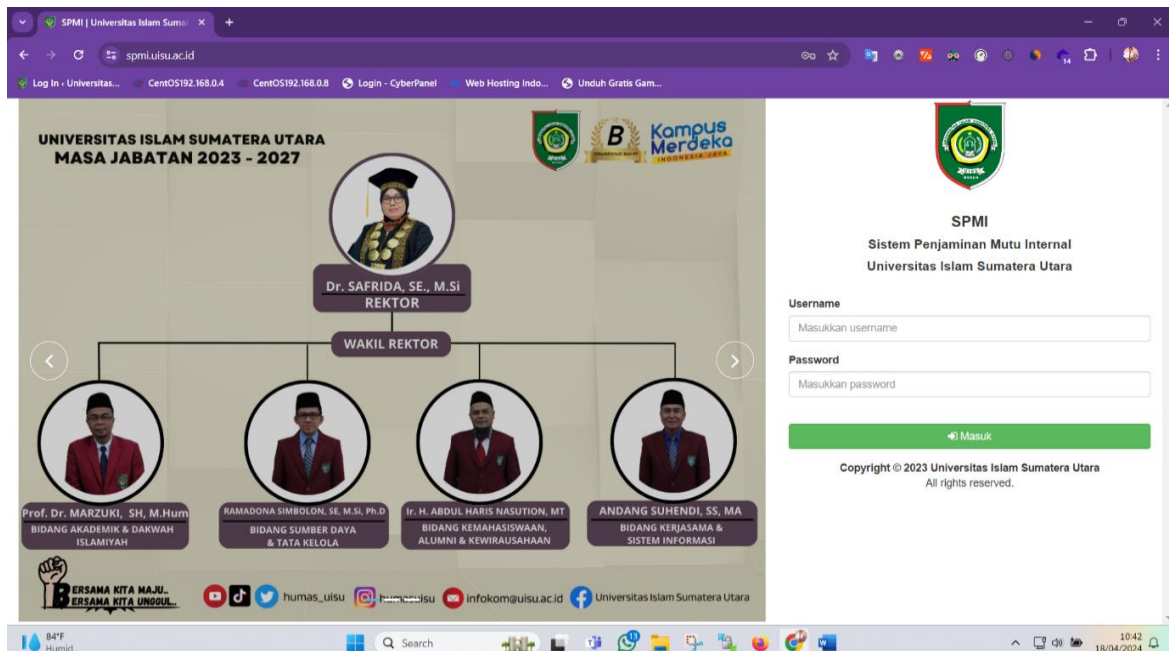 SPMI | Universitas Islam Suma
spmi.uisu.ac.id
Log In ‹ Universitas...
CentOS192.168.0.4
CentOS192.168.0.8
Login - CyberPanel
Web Hosting Indo...
Unduh Gratis Gam...
14
UNIVERSITAS ISLAM SUMATERA UTARA
MASA JABATAN 2023 - 2027
B
Kampus
Merdeka
INDONESIA JAYA
Dr. SAFRIDA, SE., M.Si
REKTOR
WAKIL REKTOR
Prof. Dr. MARZUKI, SH, M.Hum
BIDANG AKADEMIK & DAKWAH
ISLAMIYAH
RAMADONA SIMBOLON, SE, M.Si, Ph.D
BIDANG SUMBER DAYA
& TATA KELOLA
Ir. H. ABDUL HARIS NASUTION, MT
BIDANG KEMAHASISWAAN,
ALUMNI & KEWIRAUSAHAAN
ANDANG SUHENDI, SS, MA
BIDANG KERJASAMA &
SISTEM INFORMASI
BERSAMA KITA MAJU..
BERSAMA KITA UNGGUL..
humas_uisu
humasuisu
infokom@uisu.ac.id
Universitas Islam Sumatera Utara
SPMI
Sistem Penjaminan Mutu Internal
Universitas Islam Sumatera Utara
Username
Masukkan username
Password
Masukkan password
Masuk
Copyright © 2023 Universitas Islam Sumatera Utara
All rights reserved.
84°F
Humid
Search
10:42
18/04/2024